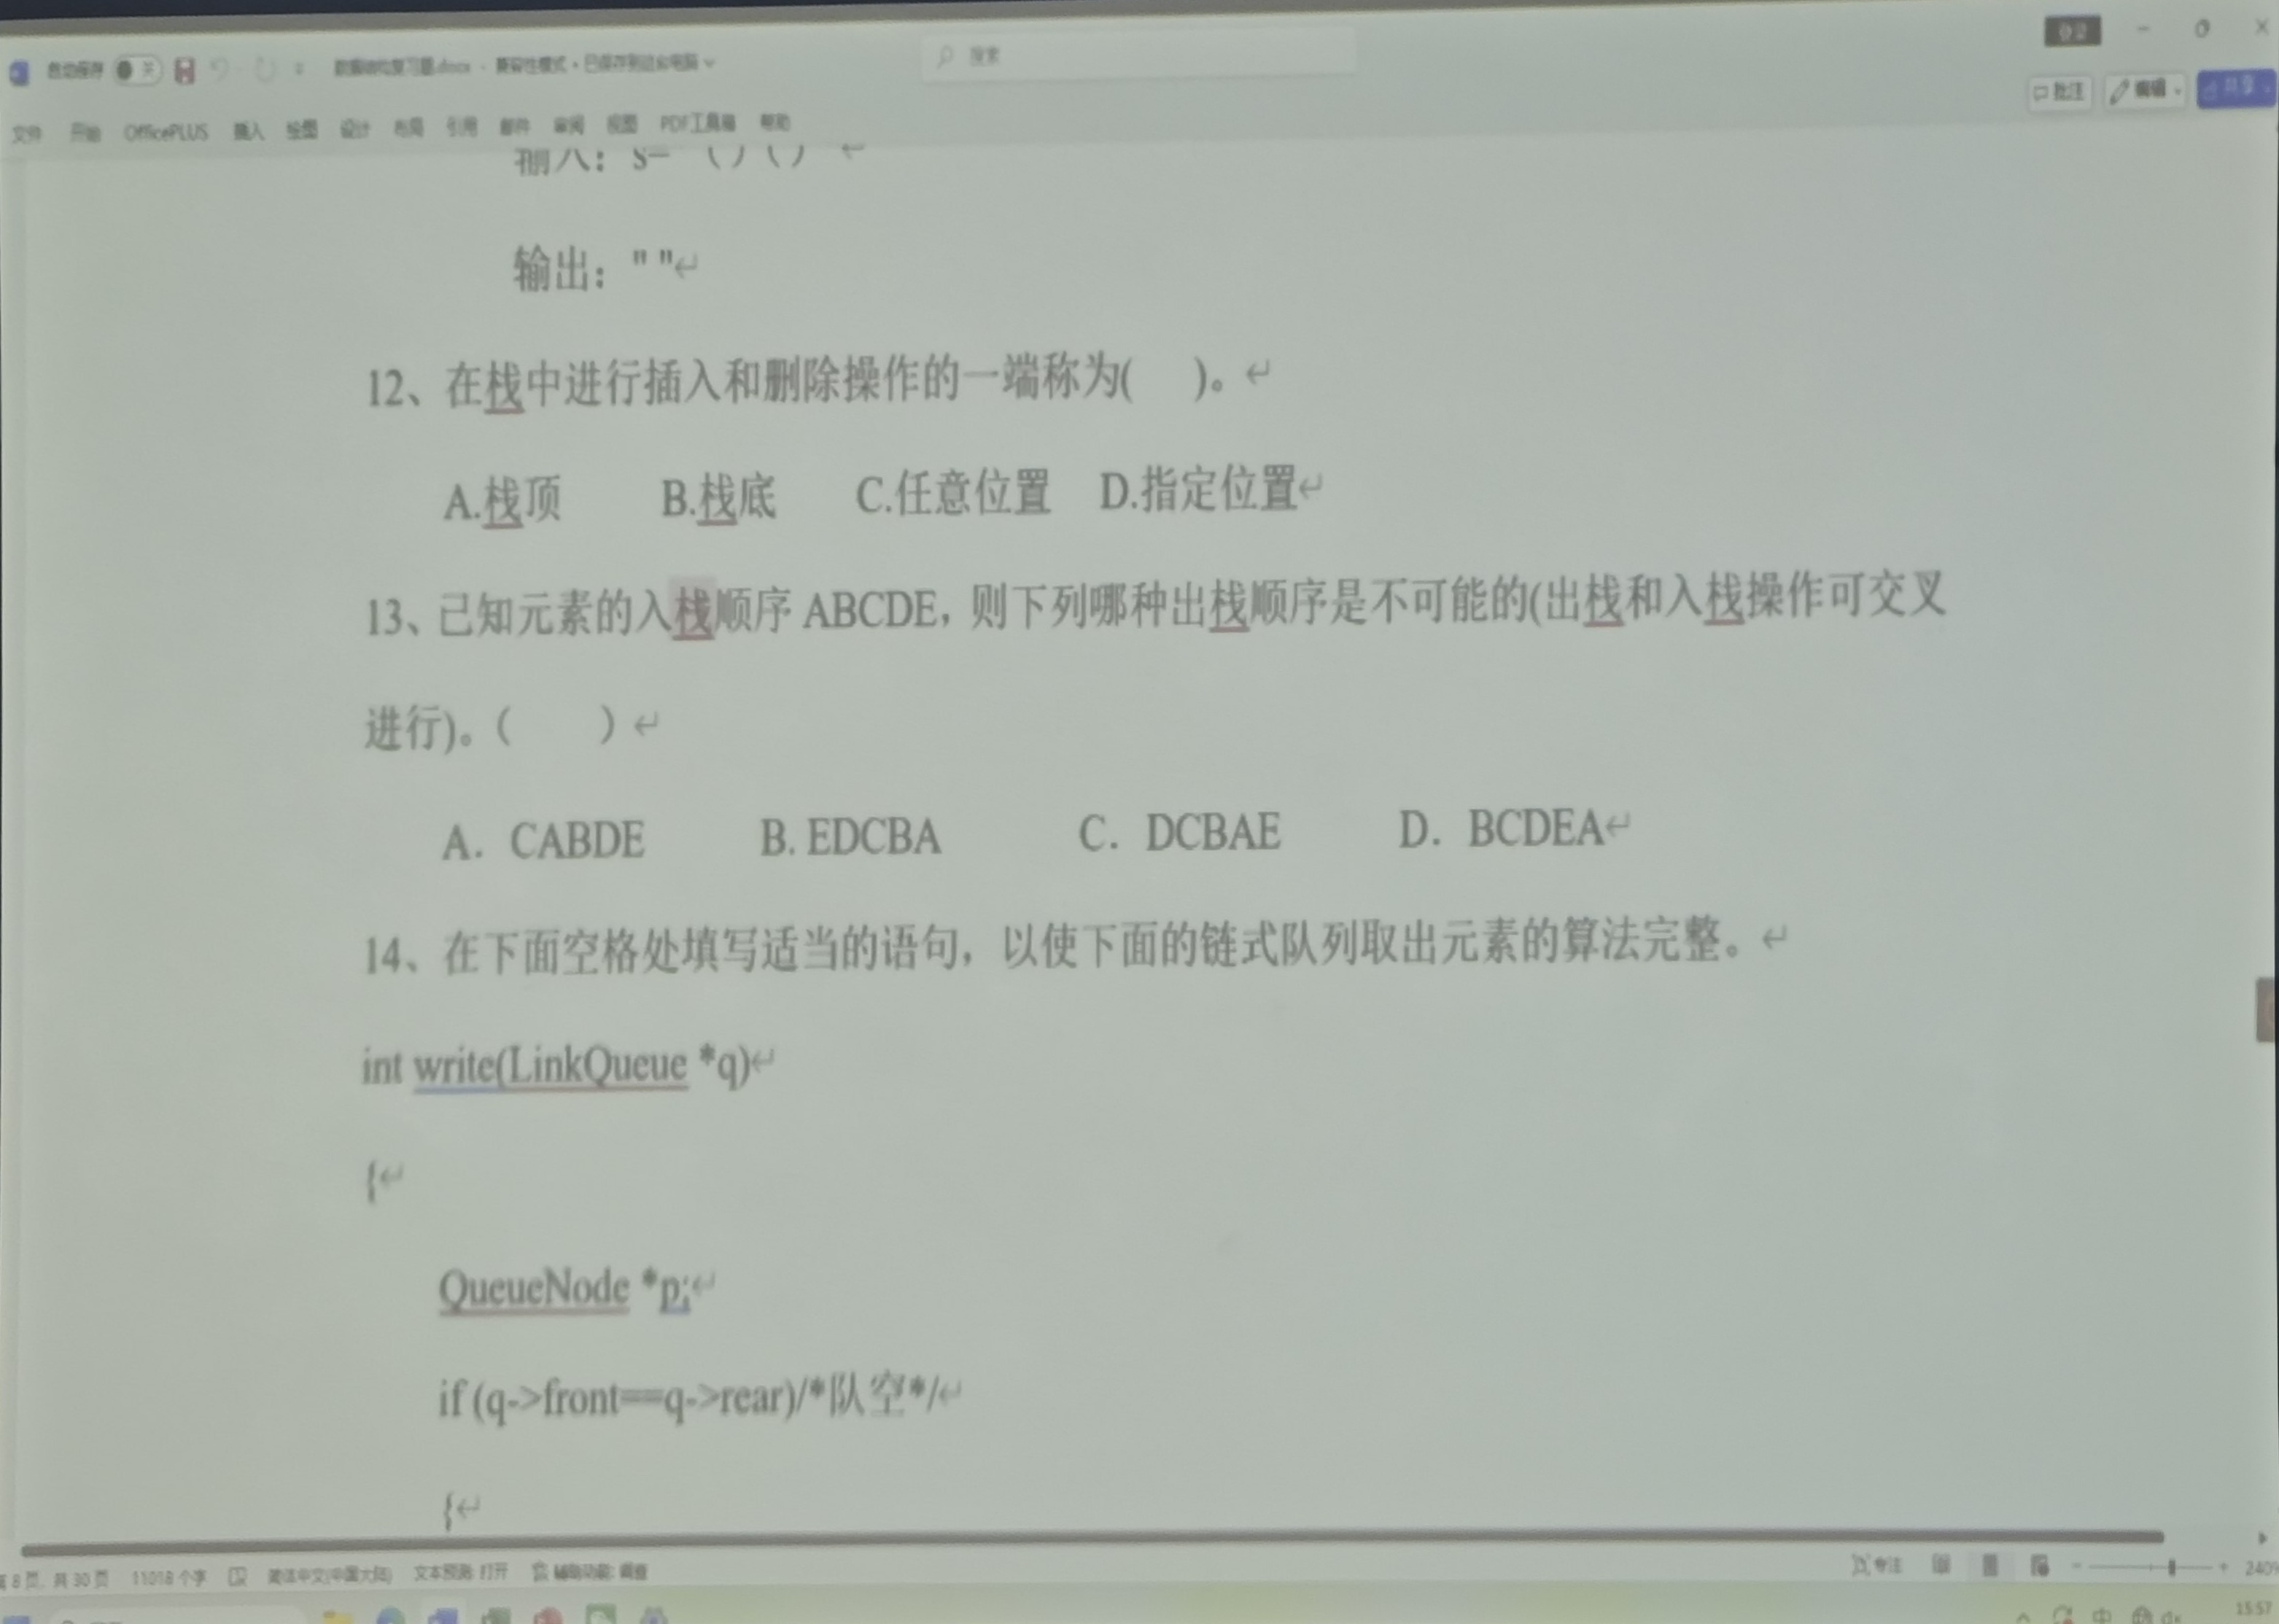 自动保存 关
数据结构复习题.docx - 兼容性模式 • 已保存到这台电脑
搜索
批注 编辑 共享
文件 开始 OfficePLUS 插入 绘图 设计 布局 引用 邮件 审阅 视图 PDF工具箱 帮助
输入：s="()()"
输出：" "
12、在栈中进行插入和删除操作的一端称为( )。
A.栈顶 B.栈底 C.任意位置 D.指定位置
13、已知元素的入栈顺序 ABCDE，则下列哪种出栈顺序是不可能的(出栈和入栈操作可交叉
进行)。（ ）
A. CABDE B. EDCBA C. DCBAE D. BCDEA
14、在下面空格处填写适当的语句，以使下面的链式队列取出元素的算法完整。
int write(LinkQueue *q)
{
QueueNode *p;
if (q->front==q->rear)/*队空*/
{
第 8 页，共 30 页 11018 个字 简体中文(中国大陆) 文本预测: 打开 辅助功能: 调查
专注 240%
中 15:57